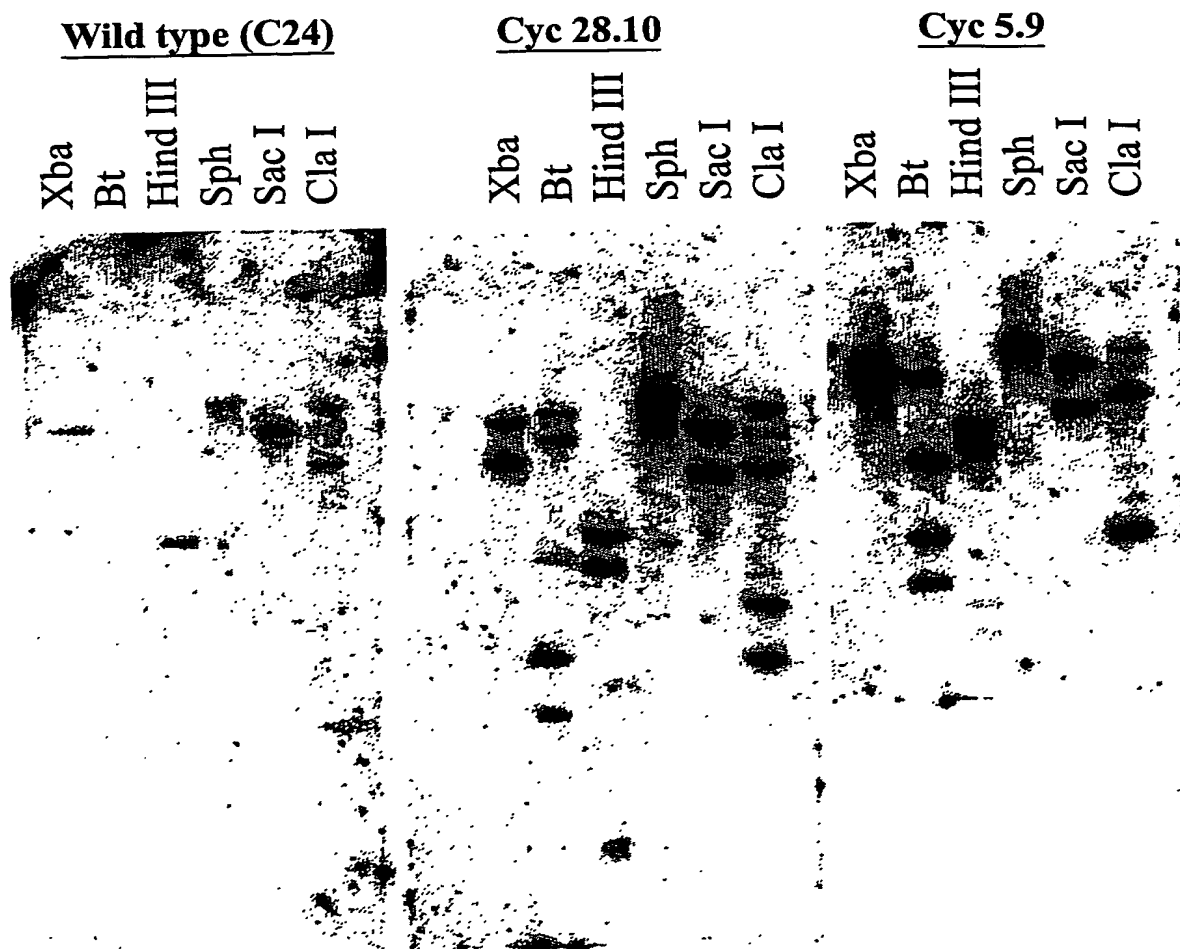 Wild type (C24)
Cyc 28.10
Cyc 5.9
Xba
Bt
Hind III
Sph
Sac I
Cla I
Xba
Bt
Hind III
Sph
Sac I
Cla I
Xba
Bt
Hind III
Sph
Sac I
Cla I